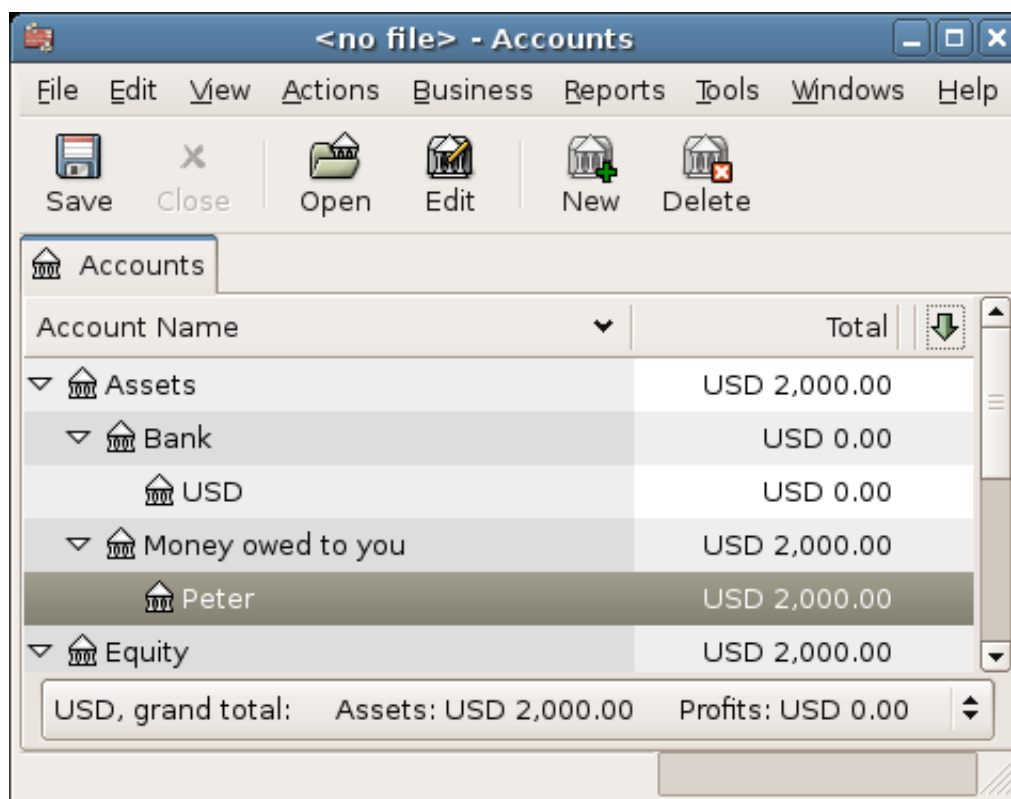 <no file> - Accounts
File Edit View Actions Business Reports Tools Windows Help
Save Close Open Edit New Delete
Accounts
Account Name Total
Assets USD 2,000.00
Bank USD 0.00
USD USD 0.00
Money owed to you USD 2,000.00
Peter USD 2,000.00
Equity USD 2,000.00
USD, grand total: Assets: USD 2,000.00 Profits: USD 0.00